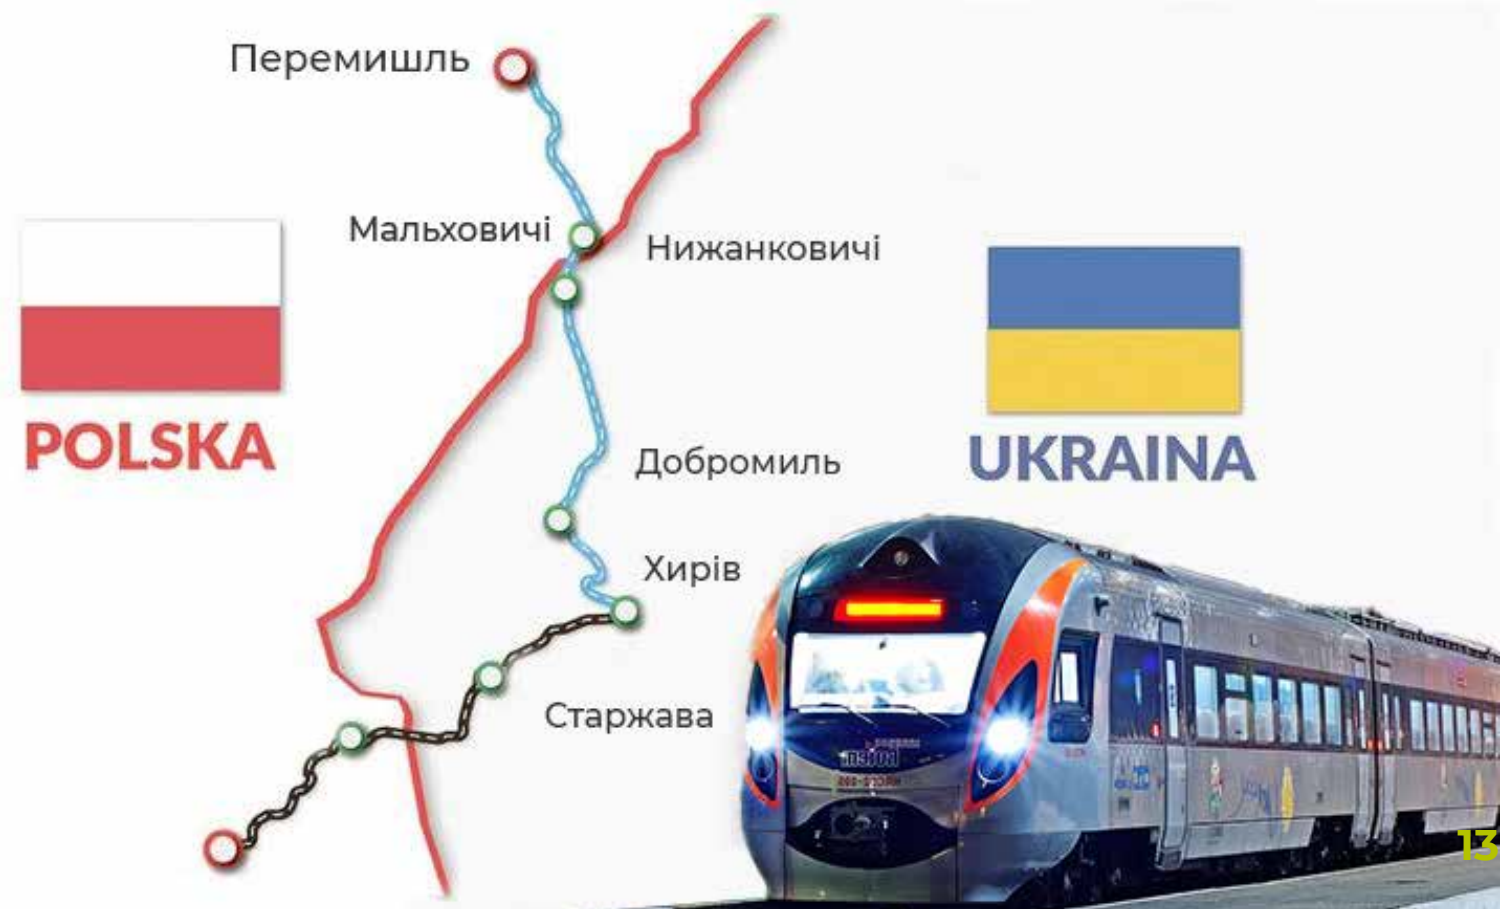 Перемишль
Мальховичі
Нижанковичі
POLSKA
UKRAINA
Добромиль
Хирів
Старжава
13